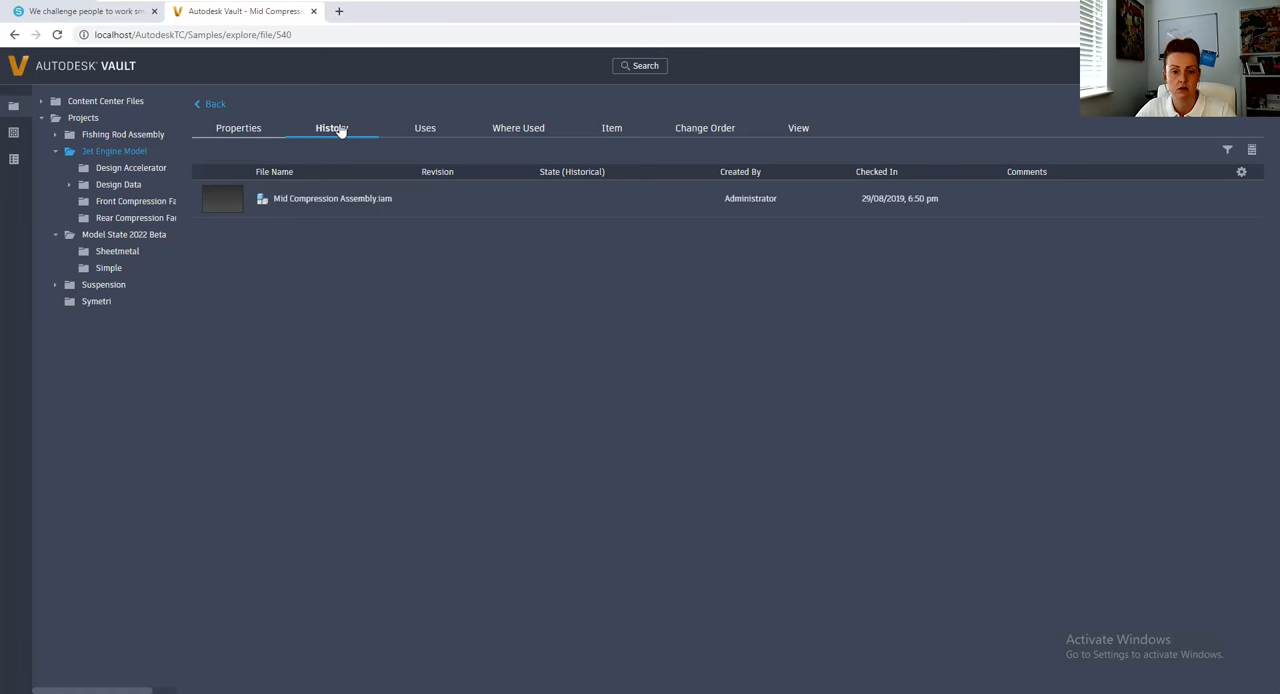 We challenge people to work sm
Autodesk Vault - Mid Compressi
localhost/AutodeskTC/Samples/explore/file/540
AUTODESK VAULT
Search
Content Center Files
Projects
Fishing Rod Assembly
Jet Engine Model
Design Accelerator
Design Data
Front Compression Fa
Rear Compression Fa
Model State 2022 Beta
Sheetmetal
Simple
Suspension
Symetri
Back
Properties History Uses Where Used Item Change Order View
File Name Revision State (Historical) Created By Checked In Comments
Mid Compression Assembly.iam Administrator 29/08/2019, 6:50 pm
Activate Windows
Go to Settings to activate Windows.